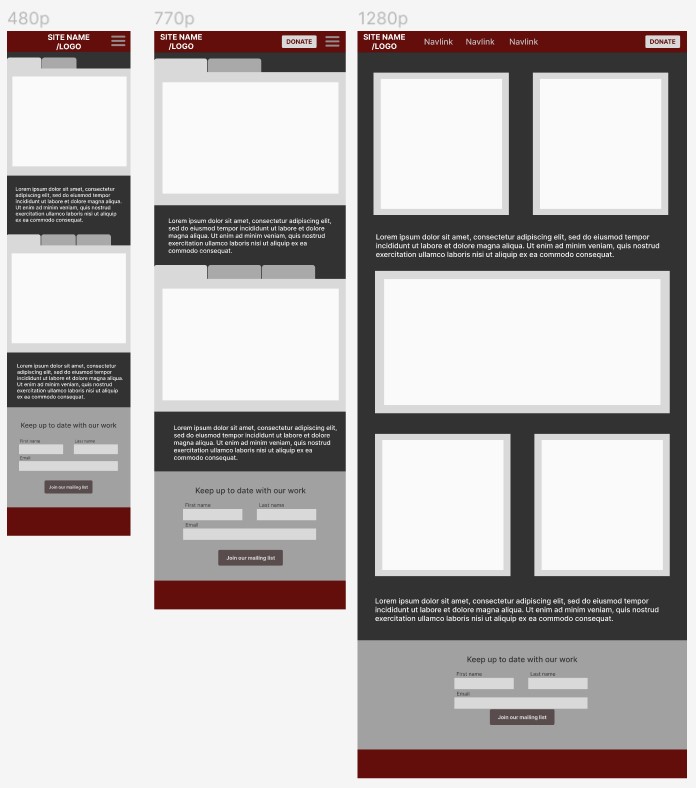 480p
SITE NAME
/LOGO
Lorem ipsum dolor sit amet, consectetur
adipiscing elit, sed do eiusmod tempor
incididunt ut labore et dolore magna aliqua.
Ut enim ad minim veniam, quis nostrud
exercitation ullamco laboris nisi ut aliquip
ex ea commodo consequat.
Lorem ipsum dolor sit amet, consectetur
adipiscing elit, sed do eiusmod tempor
incididunt ut labore et dolore magna aliqua.
Ut enim ad minim veniam, quis nostrud
exercitation ullamco laboris nisi ut aliquip
ex ea commodo consequat.
Keep up to date with our work
First name
Last name
Email
Join our mailing list
770p
SITE NAME
/LOGO
DONATE
Lorem ipsum dolor sit amet, consectetur adipiscing elit,
sed do eiusmod tempor incididunt ut labore et dolore
magna aliqua. Ut enim ad minim veniam, quis nostrud
exercitation ullamco laboris nisi ut aliquip ex ea
commodo consequat.
Lorem ipsum dolor sit amet, consectetur adipiscing elit,
sed do eiusmod tempor incididunt ut labore et dolore
magna aliqua. Ut enim ad minim veniam, quis nostrud
exercitation ullamco laboris nisi ut aliquip ex ea
commodo consequat.
Keep up to date with our work
First name
Last name
Email
Join our mailing list
1280p
SITE NAME
/LOGO
Navlink
Navlink
Navlink
DONATE
Lorem ipsum dolor sit amet, consectetur adipiscing elit, sed do eiusmod tempor
incididunt ut labore et dolore magna aliqua. Ut enim ad minim veniam, quis nostrud
exercitation ullamco laboris nisi ut aliquip ex ea commodo consequat.
Lorem ipsum dolor sit amet, consectetur adipiscing elit, sed do eiusmod tempor
incididunt ut labore et dolore magna aliqua. Ut enim ad minim veniam, quis nostrud
exercitation ullamco laboris nisi ut aliquip ex ea commodo consequat.
Keep up to date with our work
First name
Last name
Email
Join our mailing list